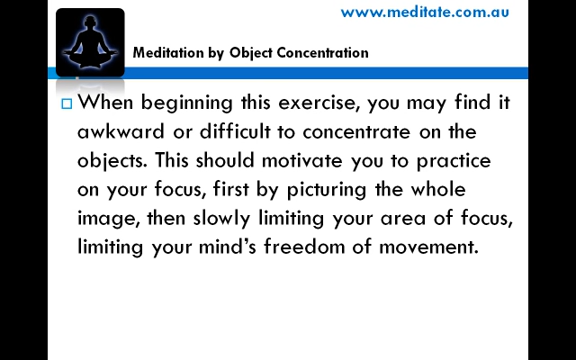 www.meditate.com.au
Meditation by Object Concentration
When beginning this exercise, you may find it
awkward or difficult to concentrate on the
objects. This should motivate you to practice
on your focus, first by picturing the whole
image, then slowly limiting your area of focus,
limiting your mind's freedom of movement.